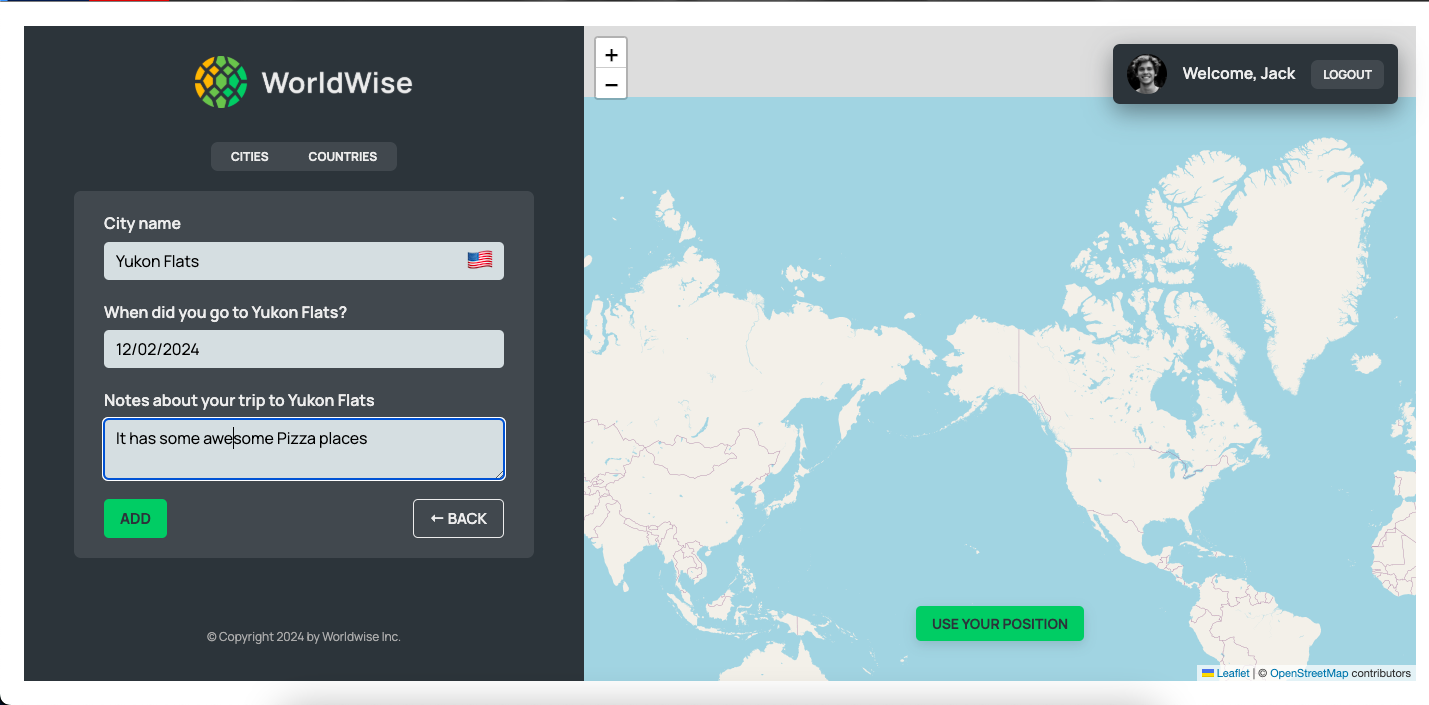 WorldWise
CITIES COUNTRIES
City name
Yukon Flats 🇺🇸
When did you go to Yukon Flats?
12/02/2024
Notes about your trip to Yukon Flats
It has some awesome Pizza places
ADD
← BACK
© Copyright 2024 by Worldwise Inc.
+
−
Welcome, Jack
LOGOUT
USE YOUR POSITION
Leaflet | © OpenStreetMap contributors